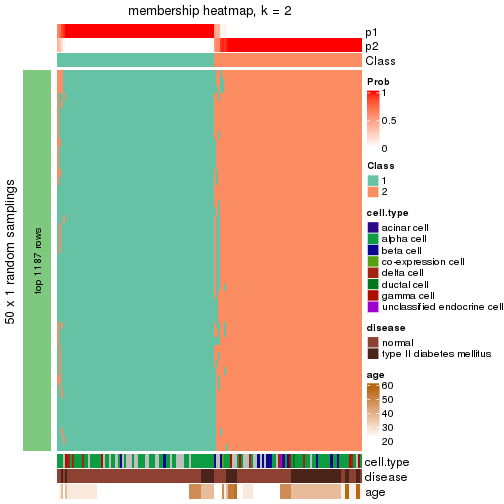 membership heatmap, k = 2
p1
p2
Class
50 x 1 random samplings
top 1187 rows
Prob
1
0.5
0
Class
1
2
cell.type
acinar cell
alpha cell
beta cell
co-expression cell
delta cell
ductal cell
gamma cell
unclassified endocrine cell
disease
normal
type II diabetes mellitus
age
60
50
40
30
20
cell.type
disease
age